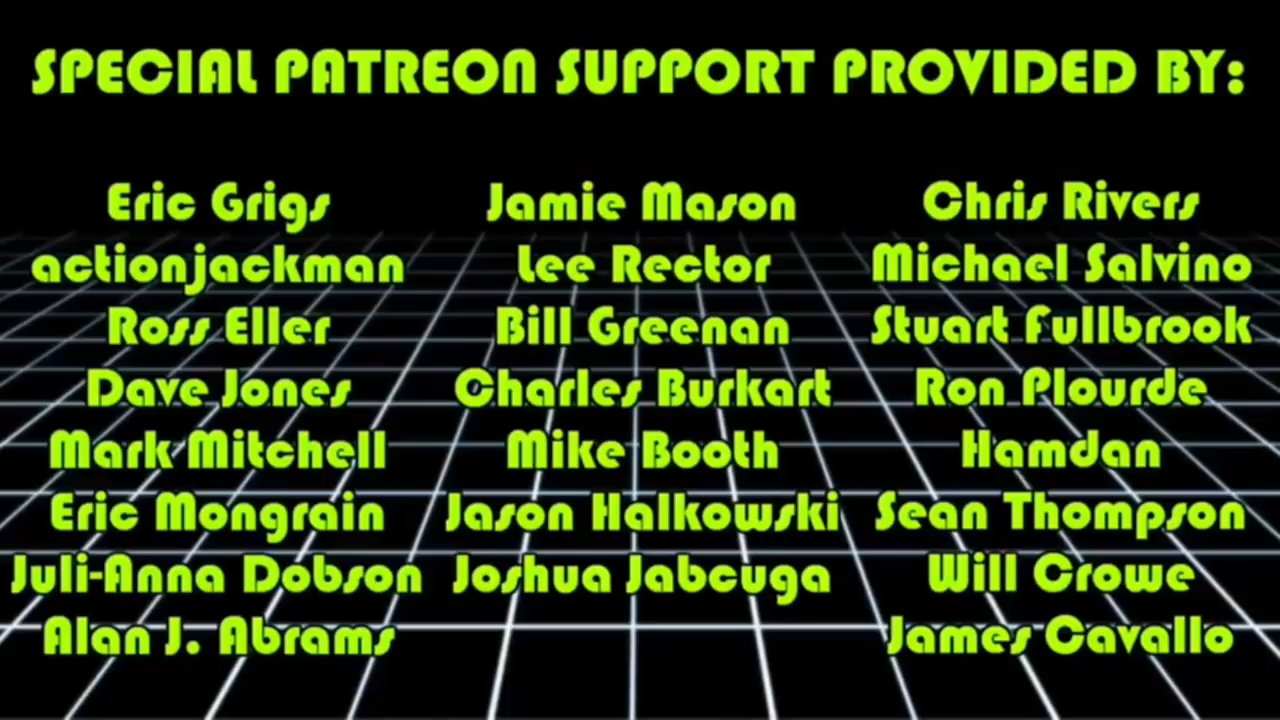 SPECIAL PATREON SUPPORT PROVIDED BY:
Eric Grigs
actionjackman
Ross Eller
Dave Jones
Mark Mitchell
Eric Mongrain
Juli-Anna Dobson
Alan J. Abrams
Jamie Mason
Lee Rector
Bill Greenan
Charles Burkart
Mike Booth
Jason Halkowski
Joshua Jabcuga
Chris Rivers
Michael Salvino
Stuart Fullbrook
Ron Plourde
Hamdan
Sean Thompson
Will Crowe
James Cavallo